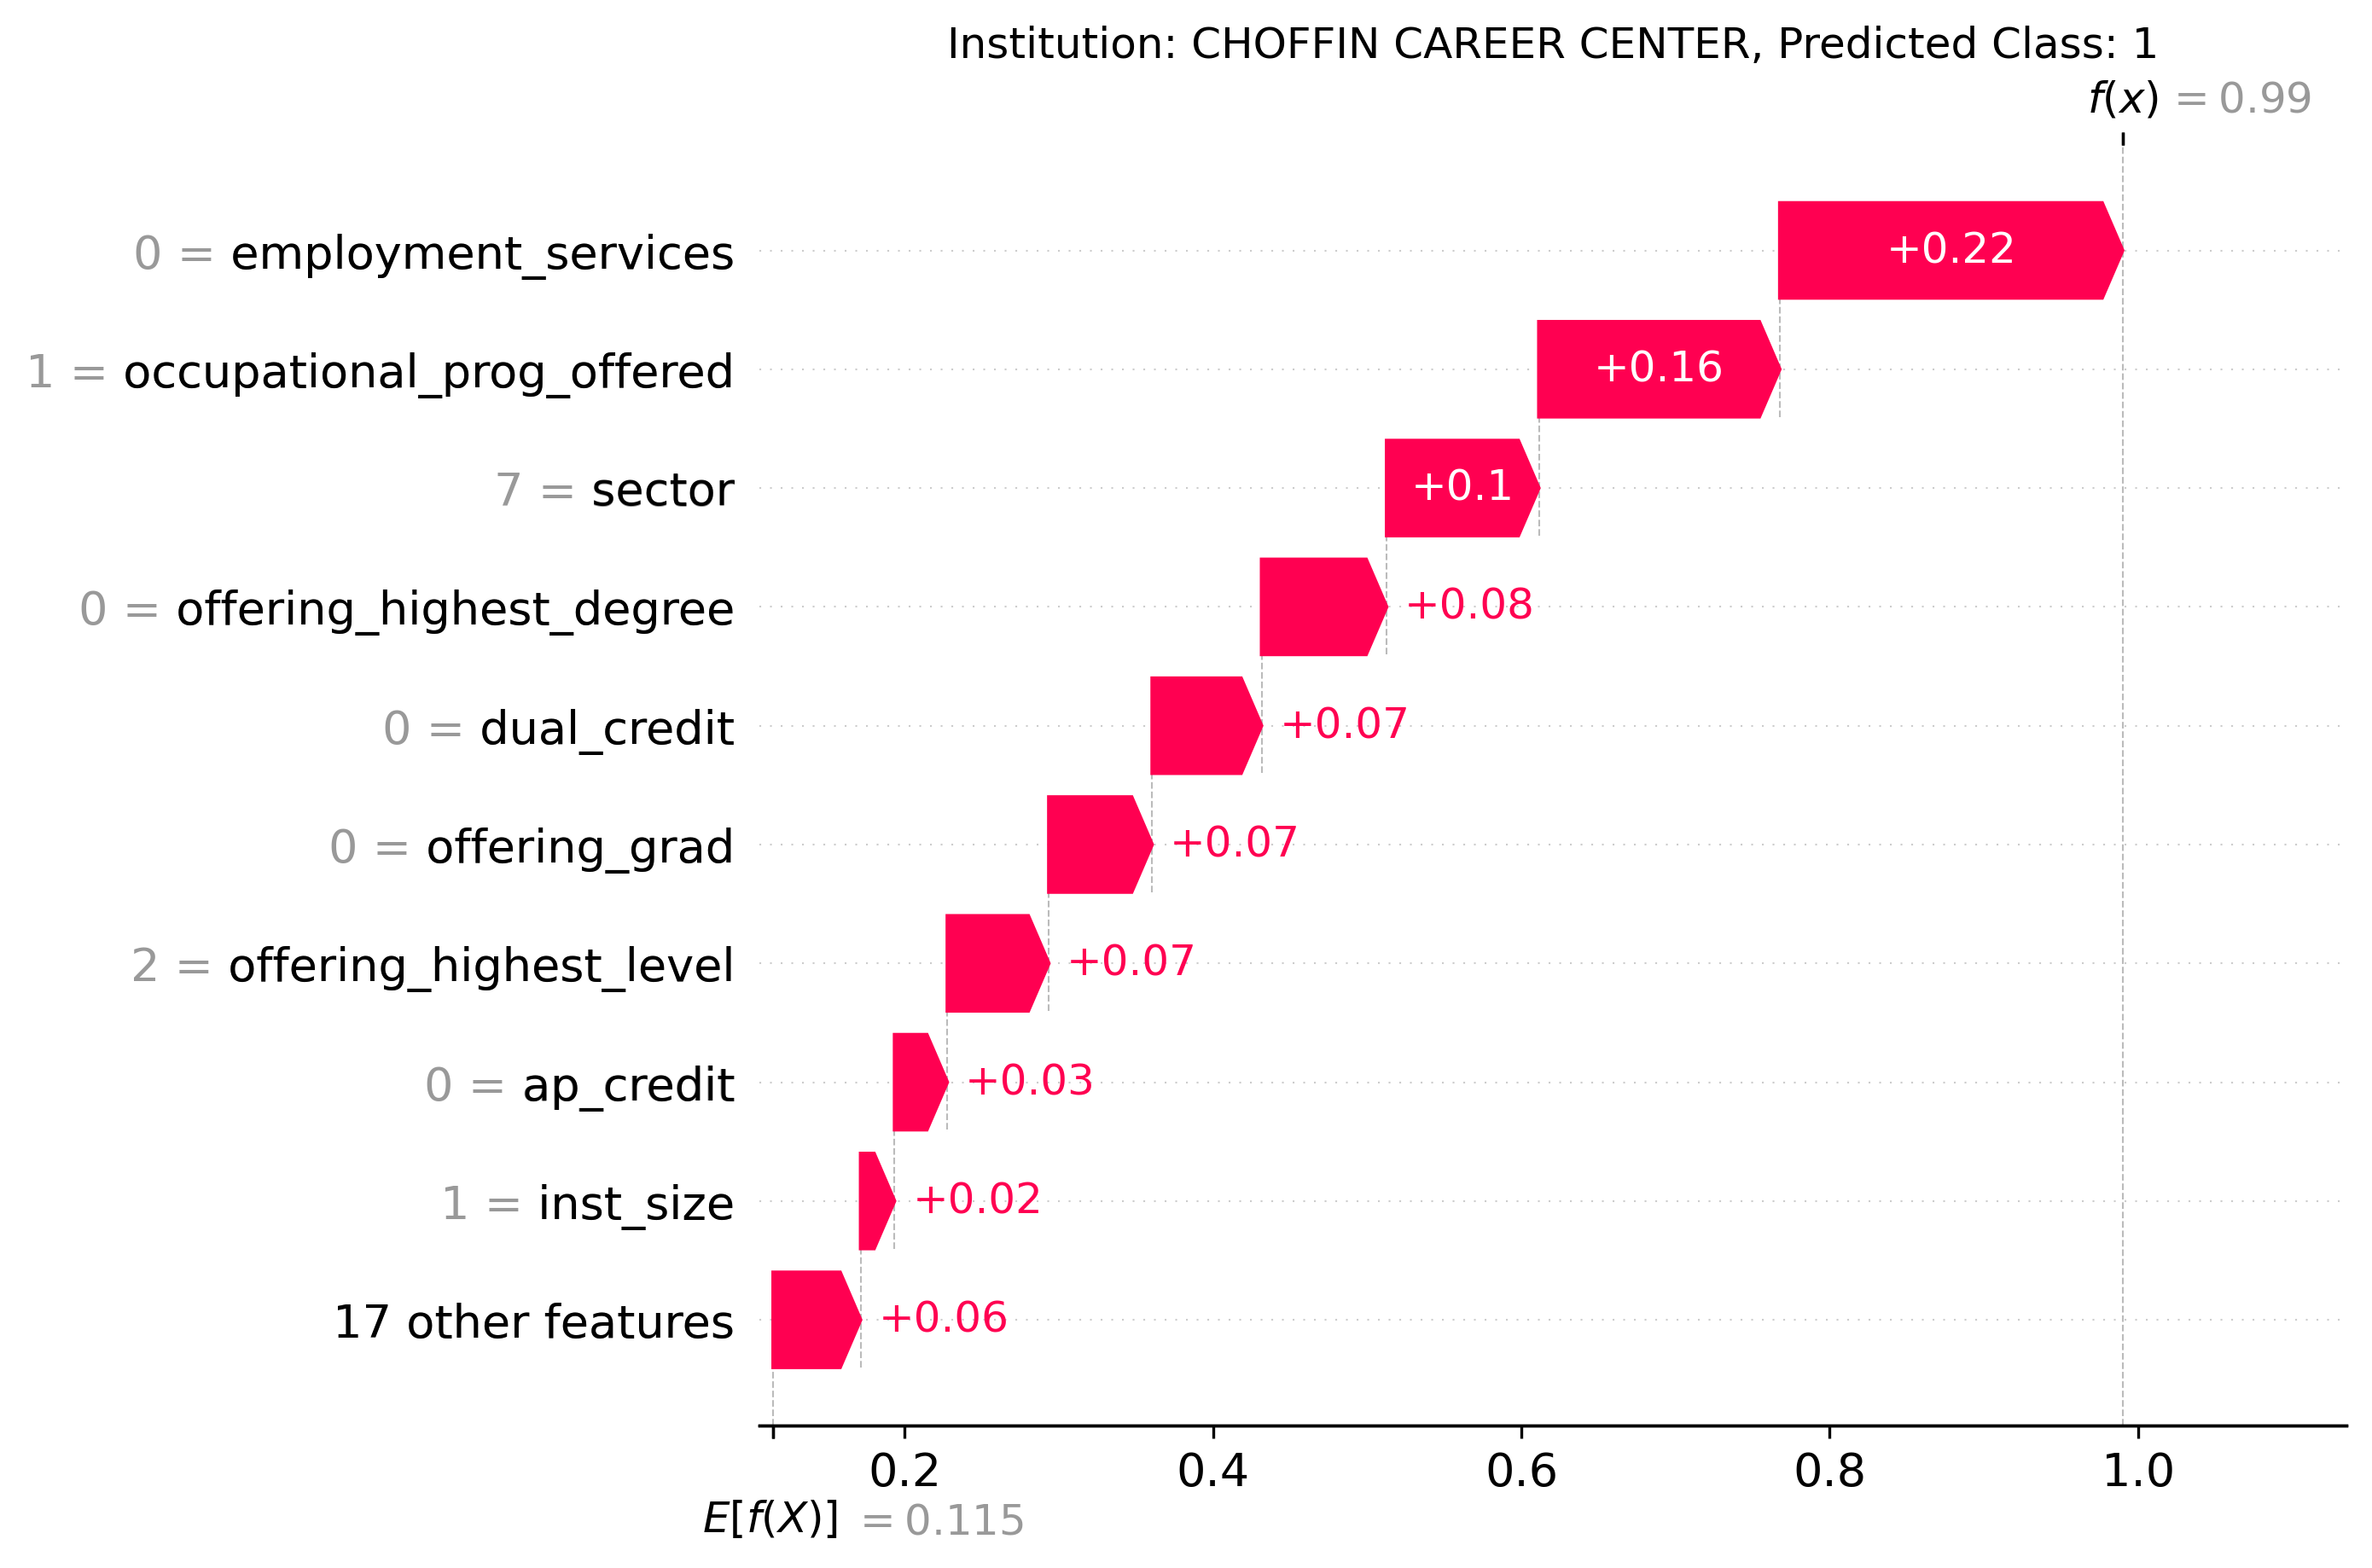 Institution: CHOFFIN CAREER CENTER, Predicted Class: 1
f(x) = 0.99
0 = employment_services +0.22
1 = occupational_prog_offered +0.16
7 = sector +0.1
0 = offering_highest_degree +0.08
0 = dual_credit +0.07
0 = offering_grad +0.07
2 = offering_highest_level +0.07
0 = ap_credit +0.03
1 = inst_size +0.02
17 other features +0.06
0.2 0.4 0.6 0.8 1.0
E[f(X)] = 0.115